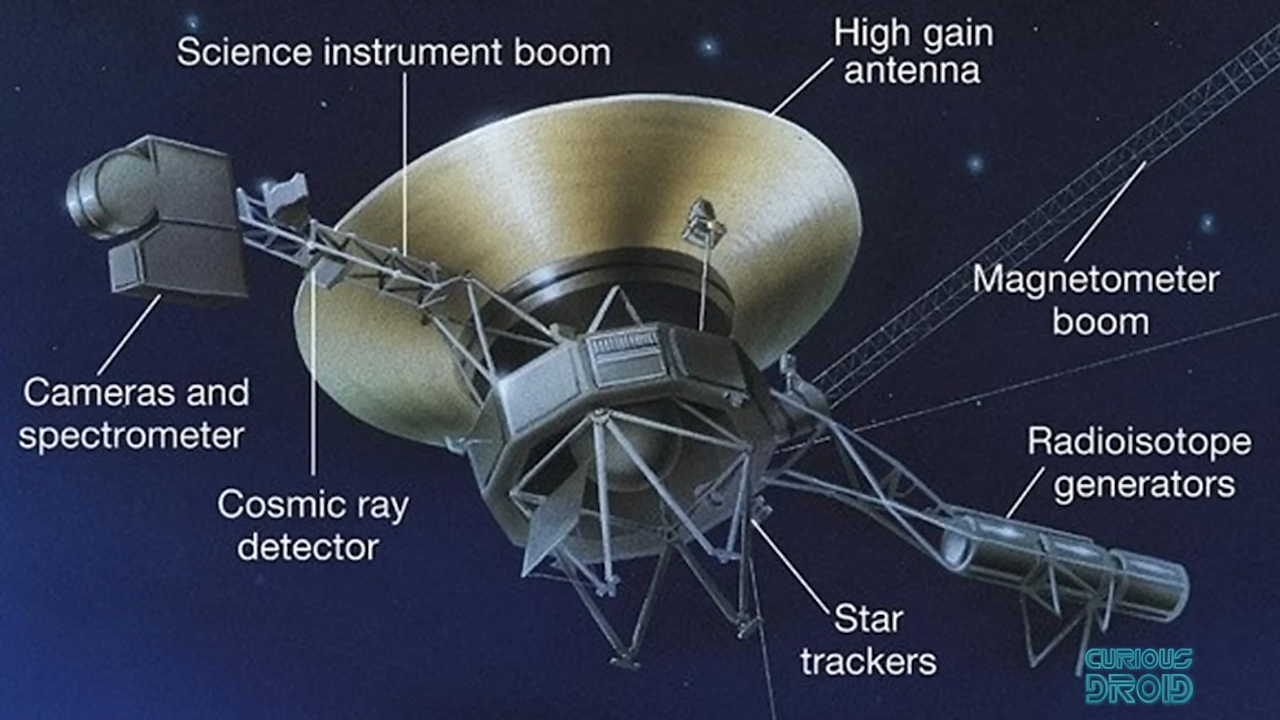 Science instrument boom
High gain
antenna
Magnetometer
boom
Cameras and
spectrometer
Radioisotope
generators
Cosmic ray
detector
Star
trackers
CURIOUS
DROID